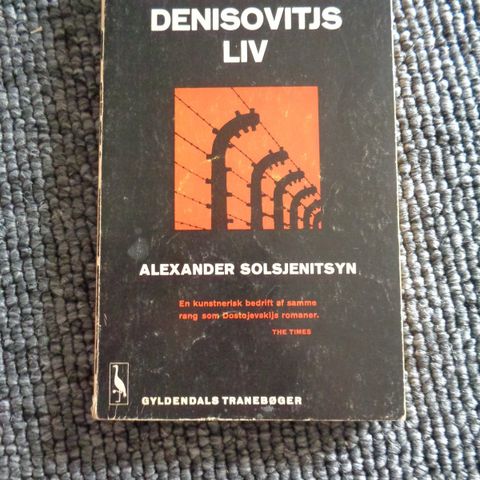 DENISOVITJS
LIV
ALEXANDER SOLSJENITSYN
En kunstnerisk bedrift af samme
rang som Dostojevskijs romaner.
THE TIMES
GYLDENDALS TRANEBØGER